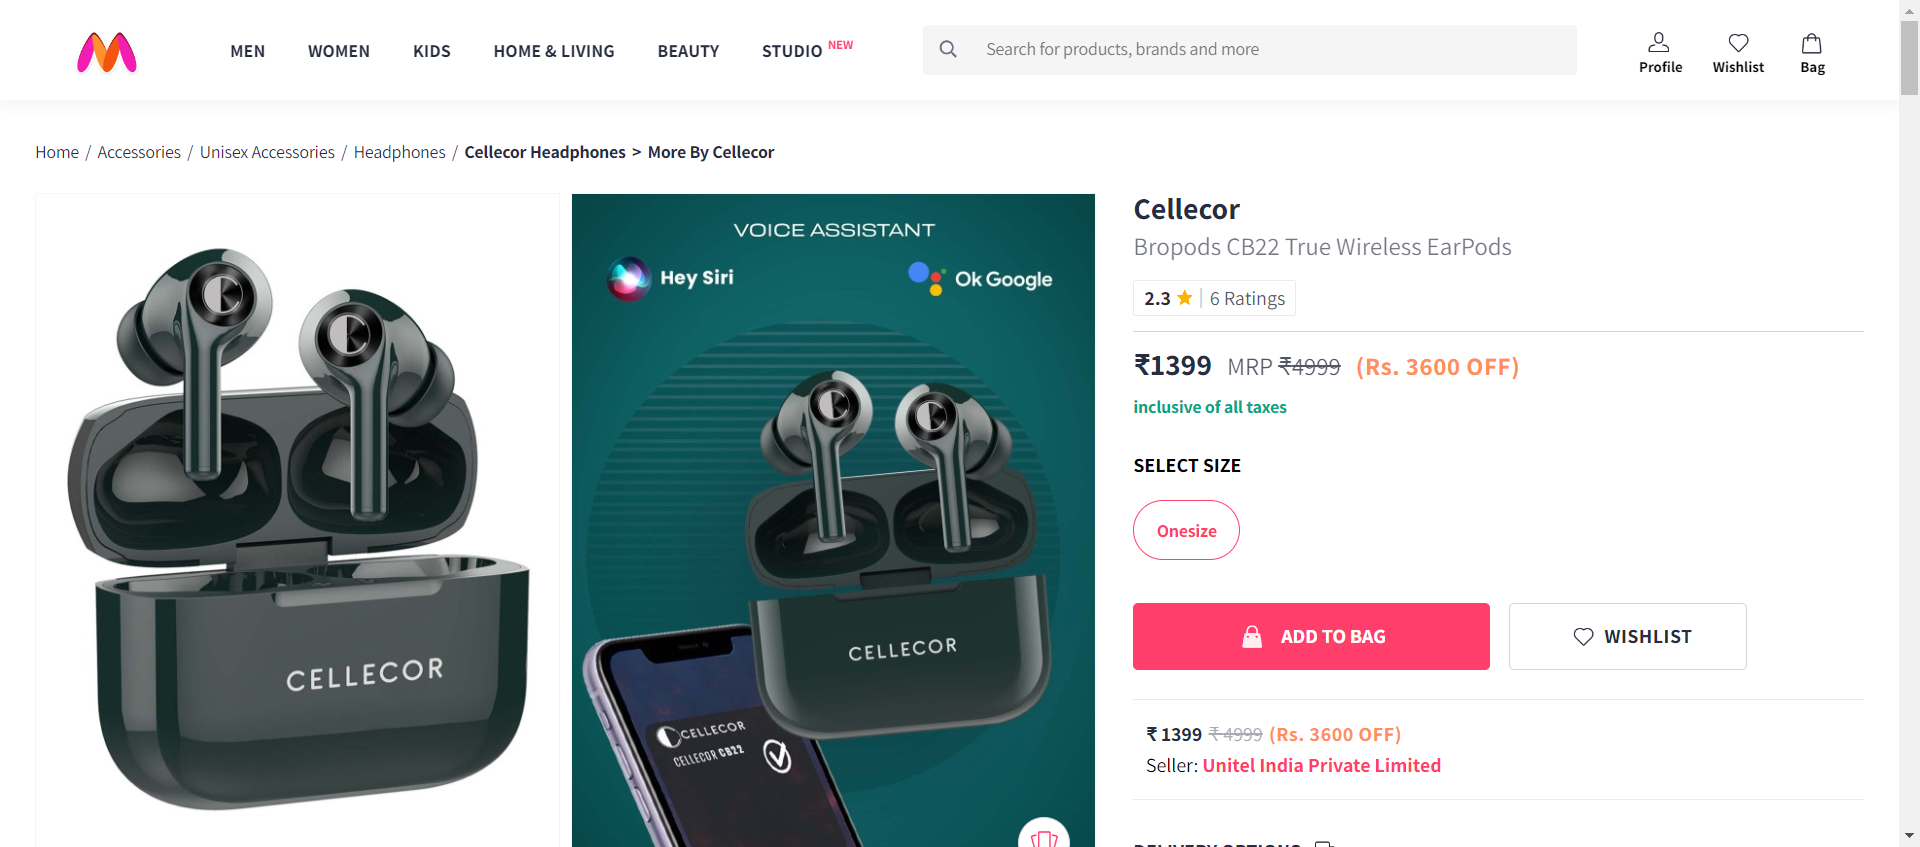 MEN
WOMEN
KIDS
HOME & LIVING
BEAUTY
STUDIO NEW
Search for products, brands and more
Profile
Wishlist
Bag
Home / Accessories / Unisex Accessories / Headphones / Cellecor Headphones > More By Cellecor
CELLECOR
VOICE ASSISTANT
Hey Siri
Ok Google
CELLECOR
CELLECOR
CELLECOR CB22
Cellecor
Bropods CB22 True Wireless EarPods
2.3 ★ | 6 Ratings
₹1399 MRP ₹4999 (Rs. 3600 OFF)
inclusive of all taxes
SELECT SIZE
Onesize
ADD TO BAG
WISHLIST
₹ 1399 ₹ 4999 (Rs. 3600 OFF)
Seller: Unitel India Private Limited
DELIVERY OPTIONS